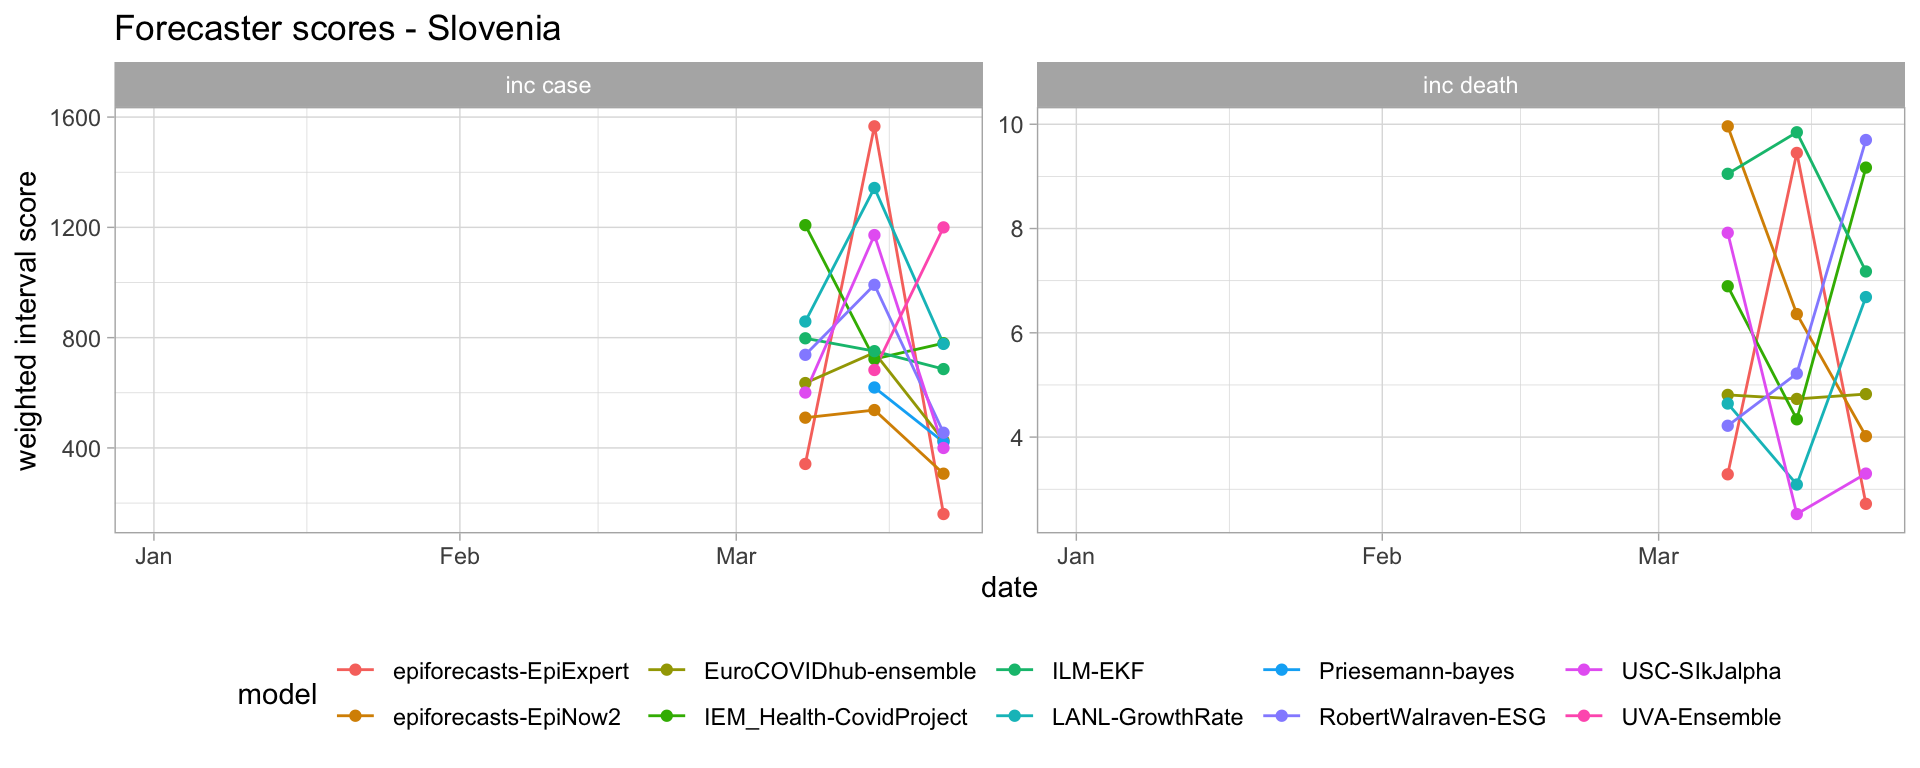 Forecaster scores - Slovenia
inc case
inc death
weighted interval score
1600
1200
800
400
10
8
6
4
Jan
Feb
Mar
Jan
Feb
Mar
date
model
epiforecasts-EpiExpert
EuroCOVIDhub-ensemble
ILM-EKF
Priesemann-bayes
USC-SIkJalpha
epiforecasts-EpiNow2
IEM_Health-CovidProject
LANL-GrowthRate
RobertWalraven-ESG
UVA-Ensemble